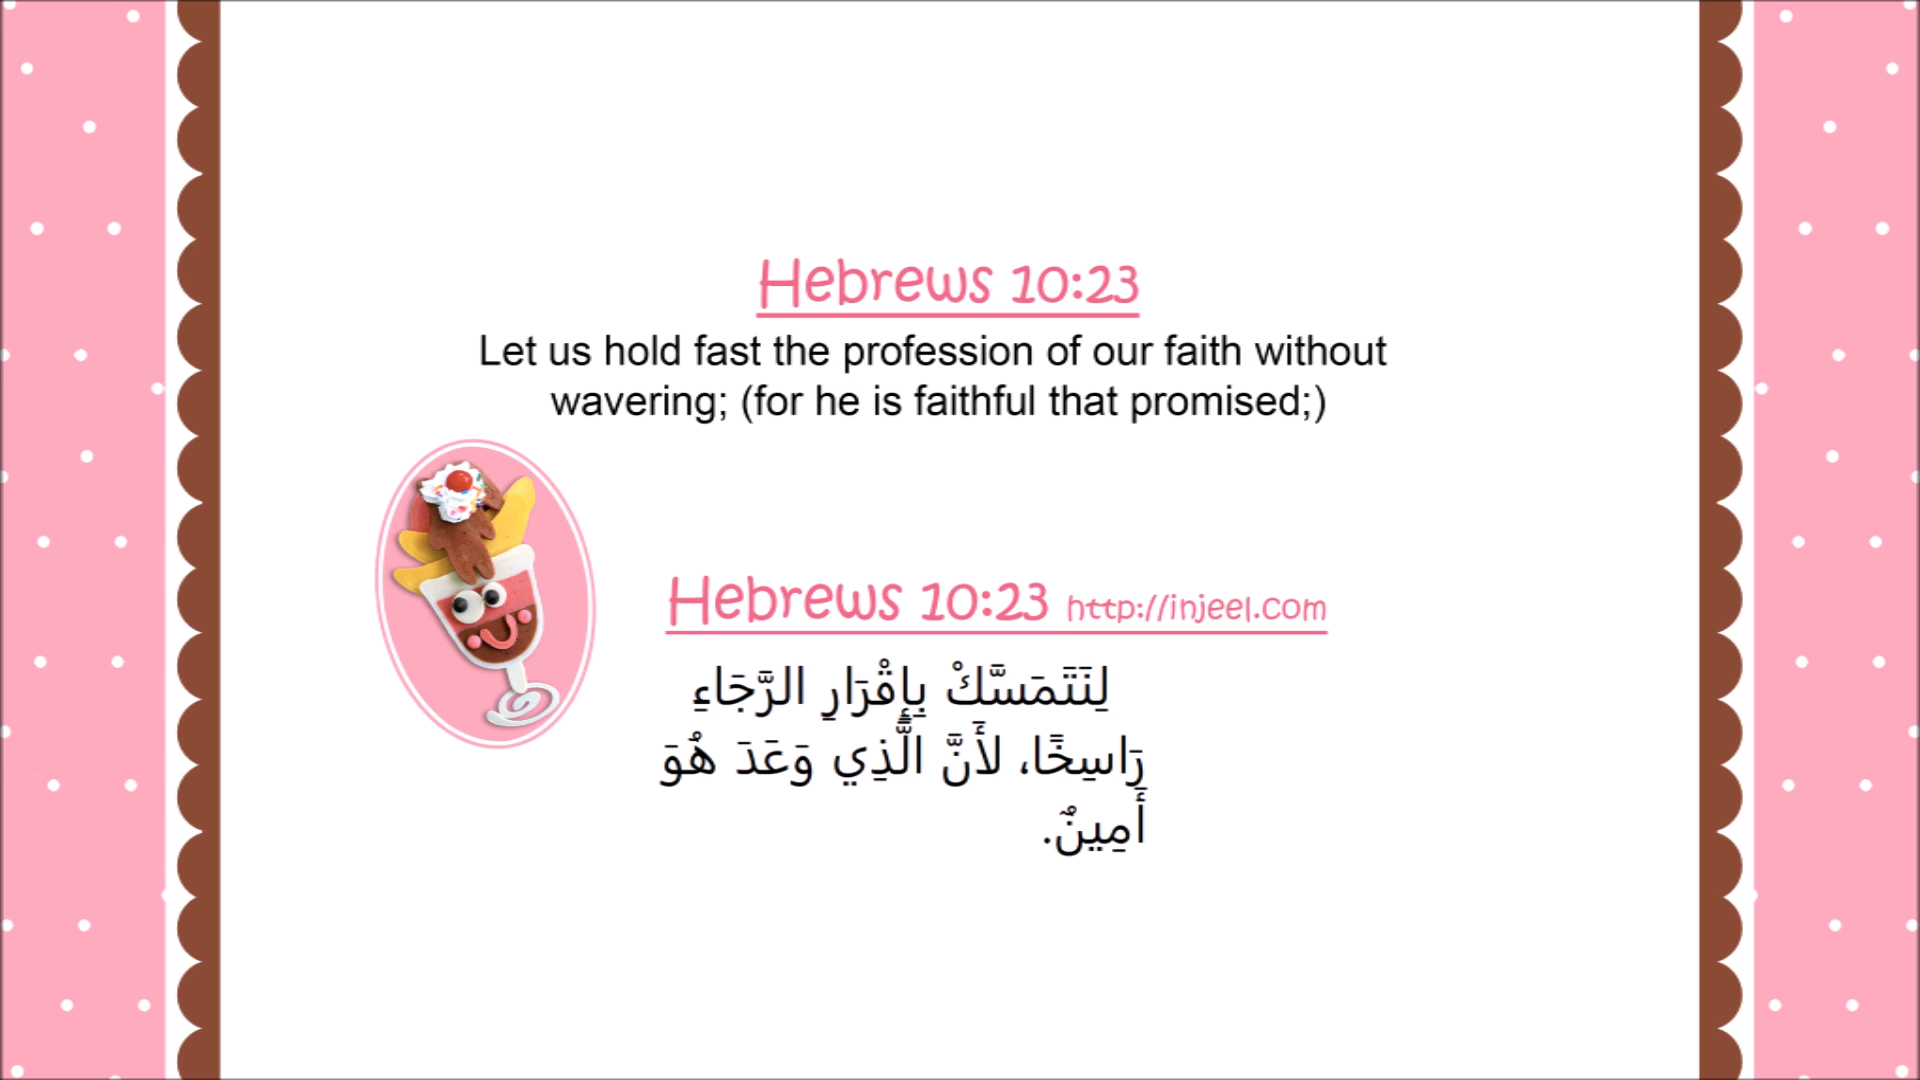 Hebrews 10:23
Let us hold fast the profession of our faith without
wavering; (for he is faithful that promised;)
Hebrews 10:23 http://injeel.com
لِنَتَمَسَّكْ بِإِقْرَارِ الرَّجَاءِ
رَاسِخًا، لأَنَّ الَّذِي وَعَدَ هُوَ
أَمِينٌ.